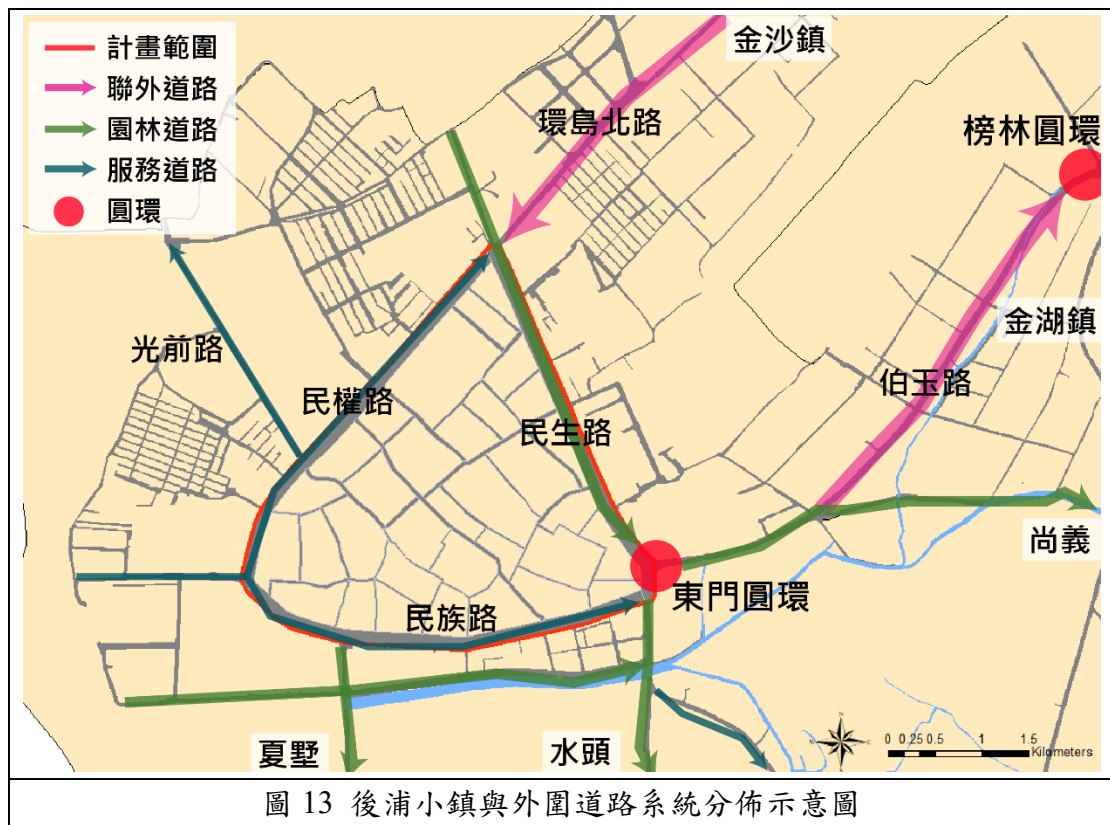 計畫範圍
聯外道路
園林道路
服務道路
圓環
金沙鎮
環島北路
榜林圓環
光前路
民權路
民生路
金湖鎮
伯玉路
尚義
東門圓環
民族路
夏墅
水頭
N
0 0.25 0.5 1 1.5
Kilometers
圖 13 後浦小鎮與外圍道路系統分佈示意圖